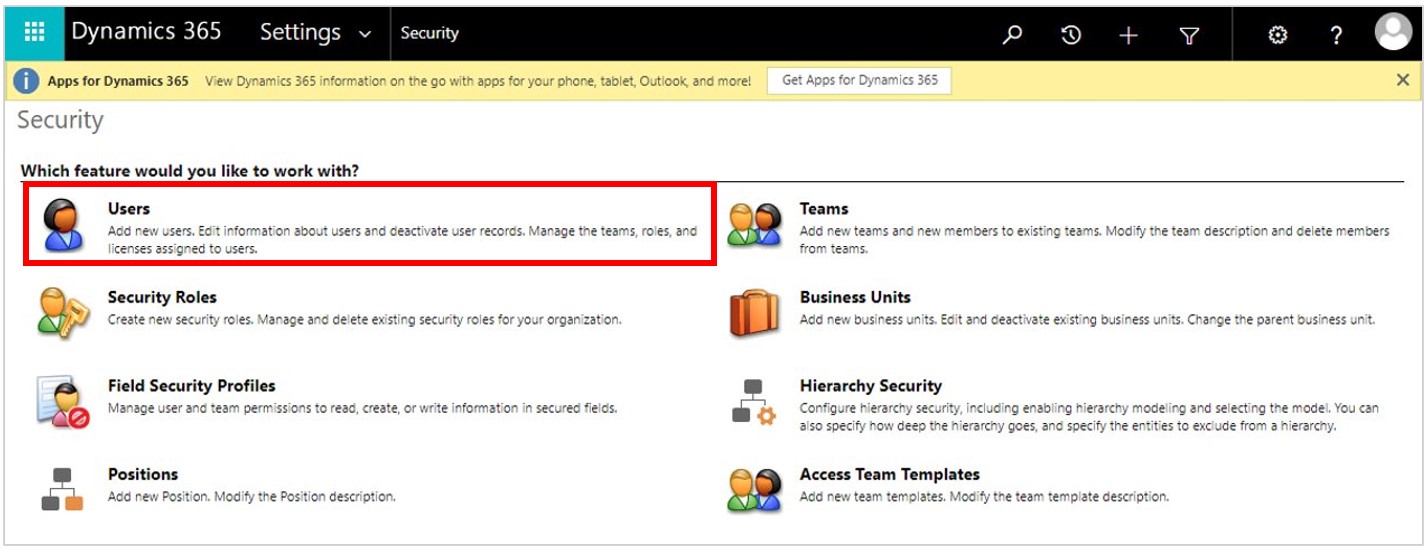 Dynamics 365 Settings Security
Apps for Dynamics 365 View Dynamics 365 information on the go with apps for your phone, tablet, Outlook, and more! Get Apps for Dynamics 365
Security
Which feature would you like to work with?
Users
Add new users. Edit information about users and deactivate user records. Manage the teams, roles, and
licenses assigned to users.
Teams
Add new teams and new members to existing teams. Modify the team description and delete members
from teams.
Security Roles
Create new security roles. Manage and delete existing security roles for your organization.
Business Units
Add new business units. Edit and deactivate existing business units. Change the parent business unit.
Field Security Profiles
Manage user and team permissions to read, create, or write information in secured fields.
Hierarchy Security
Configure hierarchy security, including enabling hierarchy modeling and selecting the model. You can
also specify how deep the hierarchy goes, and specify the entities to exclude from a hierarchy.
Positions
Add new Position. Modify the Position description.
Access Team Templates
Add new team templates. Modify the team template description.